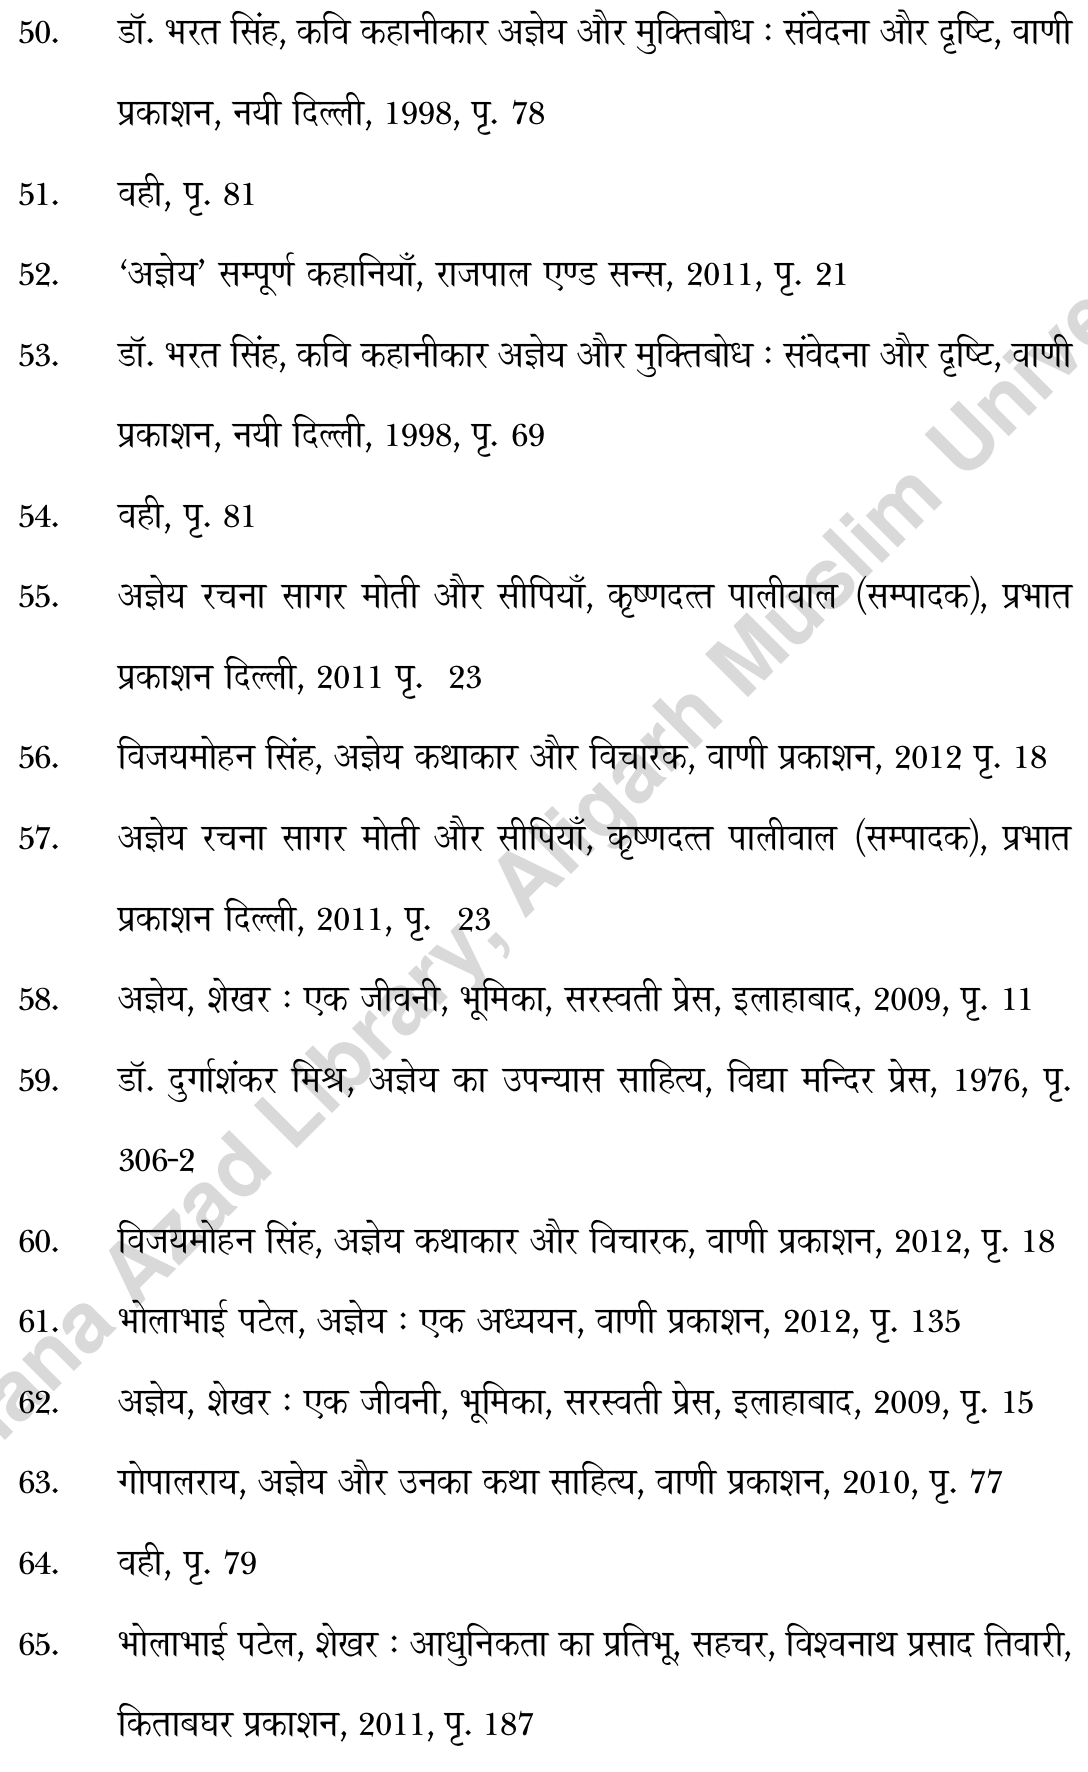 50. डॉ. भरत सिंह, कवि कहानीकार अज्ञेय और मुक्तिबोध : संवेदना और दृष्टि, वाणी
प्रकाशन, नयी दिल्ली, 1998, पृ. 78
51. वही, पृ. 81
52. ‘अज्ञेय’ सम्पूर्ण कहानियाँ, राजपाल एण्ड सन्स, 2011, पृ. 21
53. डॉ. भरत सिंह, कवि कहानीकार अज्ञेय और मुक्तिबोध : संवेदना और दृष्टि, वाणी
प्रकाशन, नयी दिल्ली, 1998, पृ. 69
54. वही, पृ. 81
55. अज्ञेय रचना सागर मोती और सीपियाँ, कृष्णदत्त पालीवाल (सम्पादक), प्रभात
प्रकाशन दिल्ली, 2011 पृ. 23
56. विजयमोहन सिंह, अज्ञेय कथाकार और विचारक, वाणी प्रकाशन, 2012 पृ. 18
57. अज्ञेय रचना सागर मोती और सीपियाँ, कृष्णदत्त पालीवाल (सम्पादक), प्रभात
प्रकाशन दिल्ली, 2011, पृ. 23
58. अज्ञेय, शेखर : एक जीवनी, भूमिका, सरस्वती प्रेस, इलाहाबाद, 2009, पृ. 11
59. डॉ. दुर्गाशंकर मिश्र, अज्ञेय का उपन्यास साहित्य, विद्या मन्दिर प्रेस, 1976, पृ.
306-2
60. विजयमोहन सिंह, अज्ञेय कथाकार और विचारक, वाणी प्रकाशन, 2012, पृ. 18
61. भोलाभाई पटेल, अज्ञेय : एक अध्ययन, वाणी प्रकाशन, 2012, पृ. 135
62. अज्ञेय, शेखर : एक जीवनी, भूमिका, सरस्वती प्रेस, इलाहाबाद, 2009, पृ. 15
63. गोपालराय, अज्ञेय और उनका कथा साहित्य, वाणी प्रकाशन, 2010, पृ. 77
64. वही, पृ. 79
65. भोलाभाई पटेल, शेखर : आधुनिकता का प्रतिभू, सहचर, विश्वनाथ प्रसाद तिवारी,
किताबघर प्रकाशन, 2011, पृ. 187
Azad Library, Aligarh Muslim